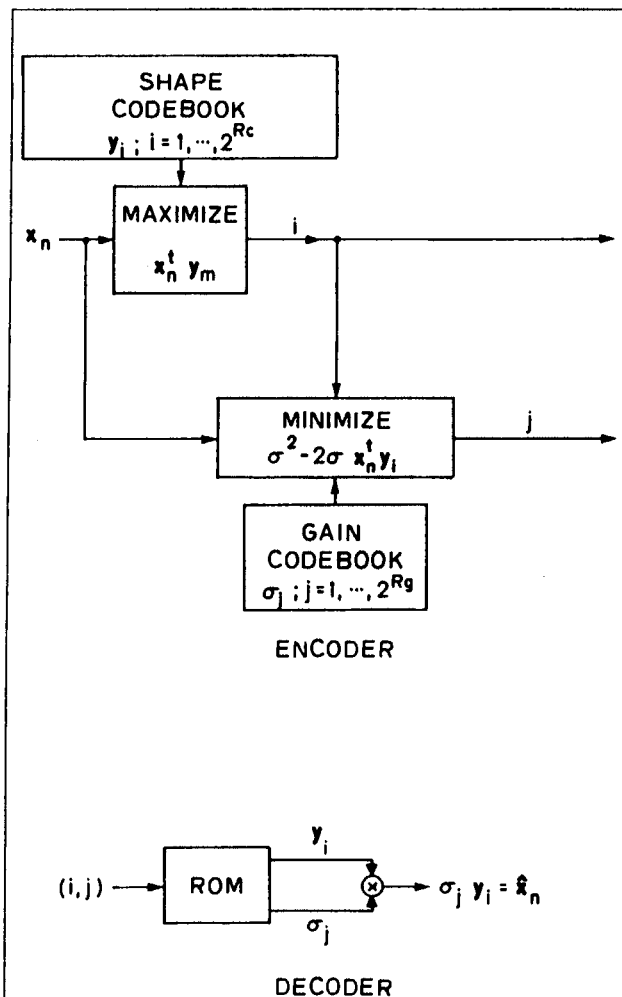 SHAPE
CODEBOOK
y_i ; i = 1, ..., 2^Rc
x_n
MAXIMIZE
x_n^t y_m
i
MINIMIZE
σ^2 - 2σ x_n^t y_i
j
GAIN
CODEBOOK
σ_j ; j = 1, ..., 2^Rg
ENCODER
(i, j)
ROM
y_i
σ_j
×
σ_j y_i = x̂_n
DECODER